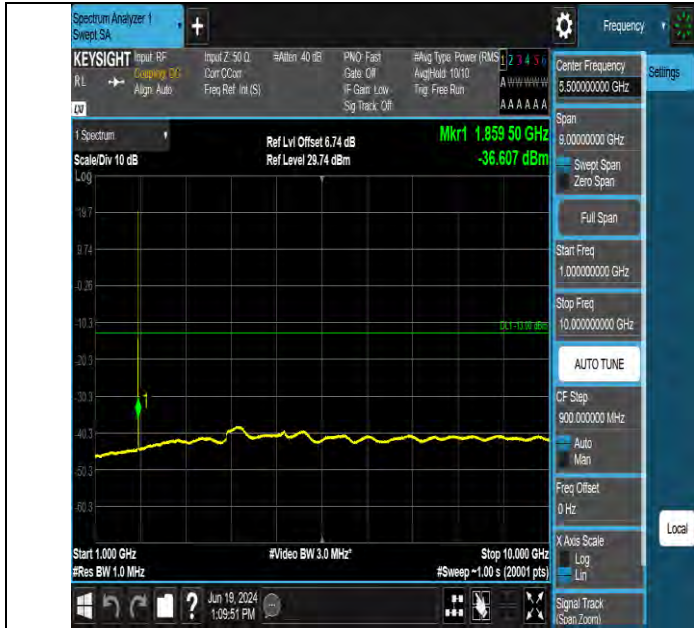 Spectrum Analyzer 1
Swept SA
+
Frequency
KEYSIGHT
RL
LXI
Input: RF
Coupling: DC
Align: Auto
Input Z: 50 Ω
Corr CCorr
Freq Ref: Int (S)
#Atten: 40 dB
PNO: Fast
Gate: Off
IF Gain: Low
Sig Track: Off
#Avg Type: Power (RMS
Avg|Hold: 10/10
Trig: Free Run
1 2 3 4 5 6
A W W W W W
A A A A A A
1 Spectrum
Scale/Div 10 dB
Log
Ref Lvl Offset 6.74 dB
Ref Level 29.74 dBm
Mkr1 1.859 50 GHz
-36.607 dBm
19.7
9.74
-0.26
-10.3
-20.3
-30.3
-40.3
-50.3
-60.3
DL1 -13.00 dBm
1
Start 1.000 GHz
#Res BW 1.0 MHz
#Video BW 3.0 MHz*
Stop 10.000 GHz
#Sweep ~1.00 s (20001 pts)
Center Frequency
5.500000000 GHz
Settings
Span
9.00000000 GHz
Swept Span
Zero Span
Full Span
Start Freq
1.000000000 GHz
Stop Freq
10.000000000 GHz
AUTO TUNE
CF Step
900.000000 MHz
Auto
Man
Freq Offset
0 Hz
X Axis Scale
Log
Lin
Local
Signal Track
(Span Zoom)
?
Jun 19, 2024
1:09:51 PM